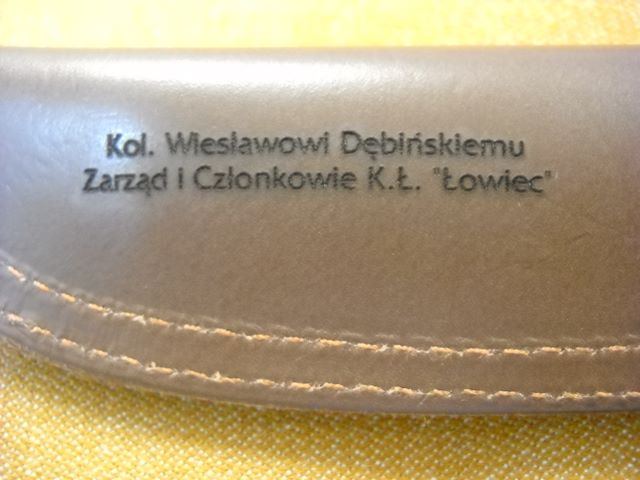 Kol. Wiesławowi Dębińskiemu
Zarząd i Członkowie K.Ł. "Łowiec"